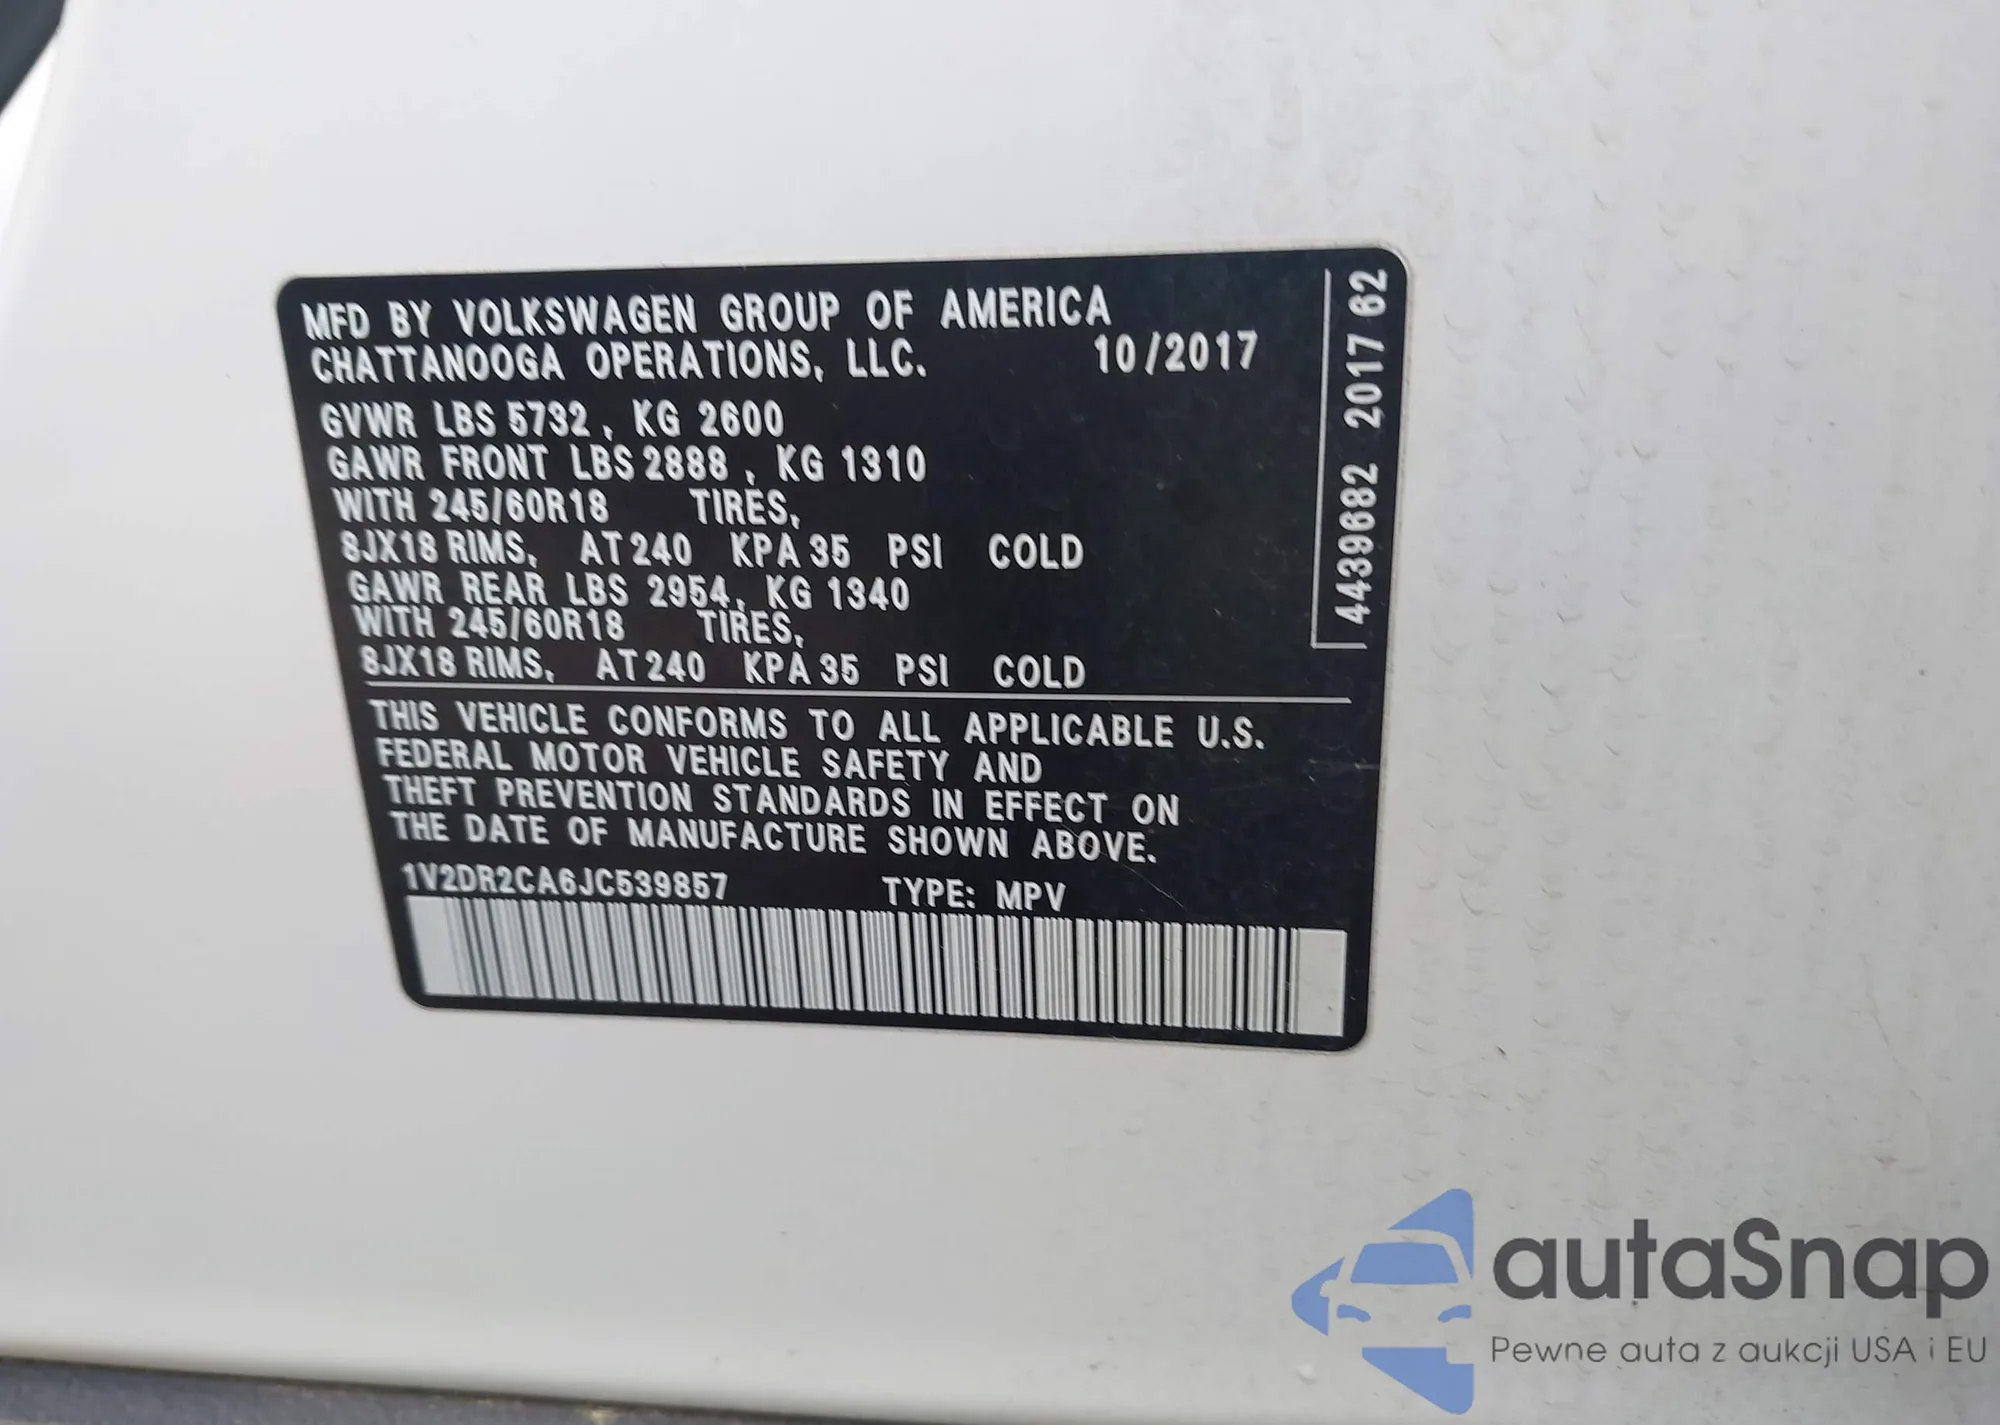 MFD BY VOLKSWAGEN GROUP OF AMERICA
CHATTANOOGA OPERATIONS, LLC. 10/2017
GVWR LBS 5732, KG 2600
GAWR FRONT LBS 2888, KG 1310
WITH 245/60R18 TIRES,
8JX18 RIMS, AT 240 KPA 35 PSI COLD
GAWR REAR LBS 2954, KG 1340
WITH 245/60R18 TIRES,
8JX18 RIMS, AT 240 KPA 35 PSI COLD
THIS VEHICLE CONFORMS TO ALL APPLICABLE U.S.
FEDERAL MOTOR VEHICLE SAFETY AND
THEFT PREVENTION STANDARDS IN EFFECT ON
THE DATE OF MANUFACTURE SHOWN ABOVE.
1V2DR2CA6JC539857 TYPE: MPV
4439682 2017 62
autaSnap
Pewne auta z aukcji USA i EU